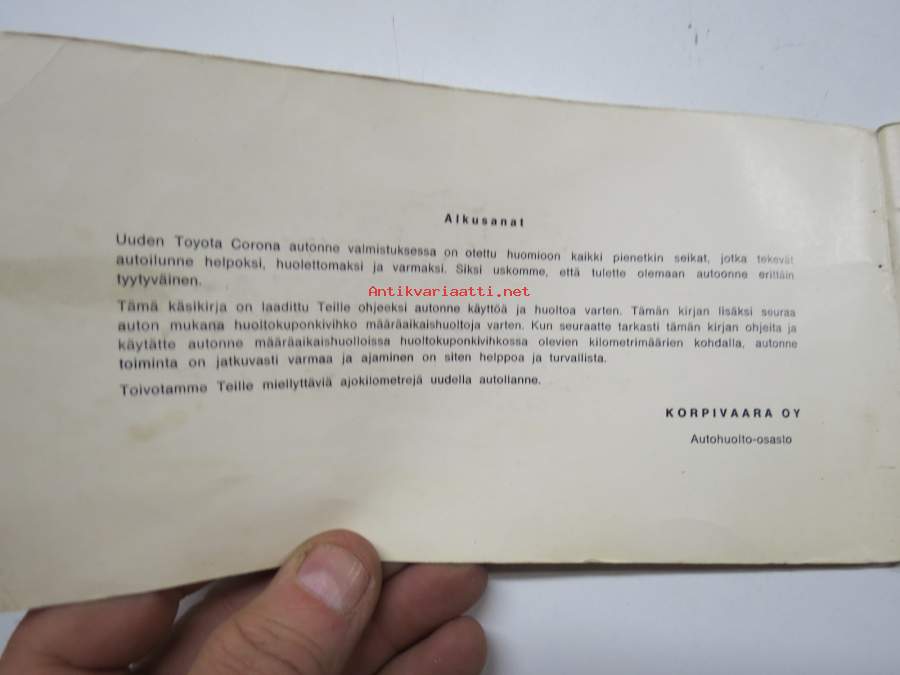 Alkusanat
Uuden Toyota Corona autonne valmistuksessa on otettu huomioon kaikki pienetkin seikat, jotka tekevät
autoilunne helpoksi, huolettomaksi ja varmaksi. Siksi uskomme, että tulette olemaan autoonne erittäin
tyytyväinen.
Antikvariaatti.net
Tämä käsikirja on laadittu Teille ohjeeksi autonne käyttöä ja huoltoa varten. Tämän kirjan lisäksi seuraa
auton mukana huoltokuponkivihko määräaikaishuoltoja varten. Kun seuraatte tarkasti tämän kirjan ohjeita ja
käytätte autonne määräaikaishuolloissa huoltokuponkivihkossa olevien kilometrimäärien kohdalla, autonne
toiminta on jatkuvasti varmaa ja ajaminen on siten helppoa ja turvallista.
Toivotamme Teille miellyttäviä ajokilometrejä uudella autollanne.
KORPIVAARA OY
Autohuolto-osasto